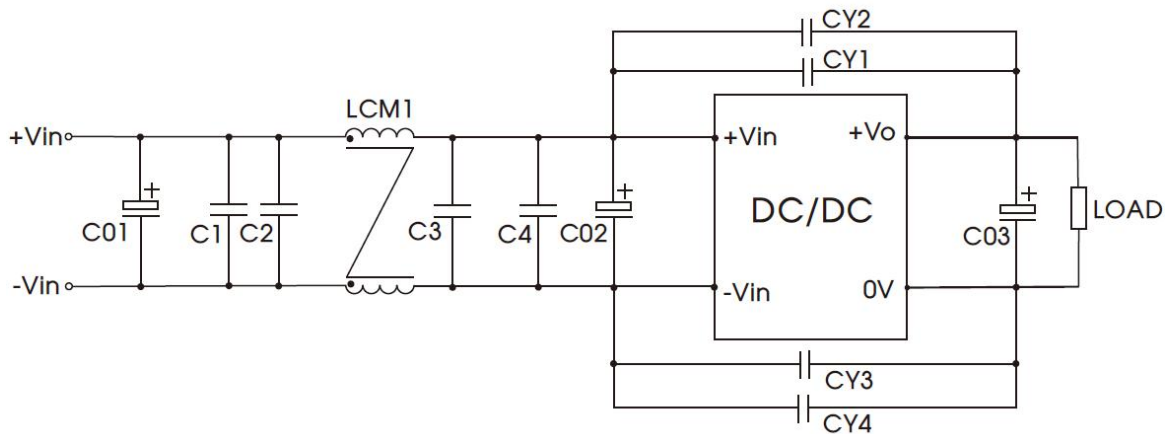 CY2
CY1
LCM1
+Vin
+Vin
+Vo
+
+
+
DC/DC
LOAD
C01
C1
C2
C3
C4
C02
C03
-Vin
-Vin
0V
CY3
CY4